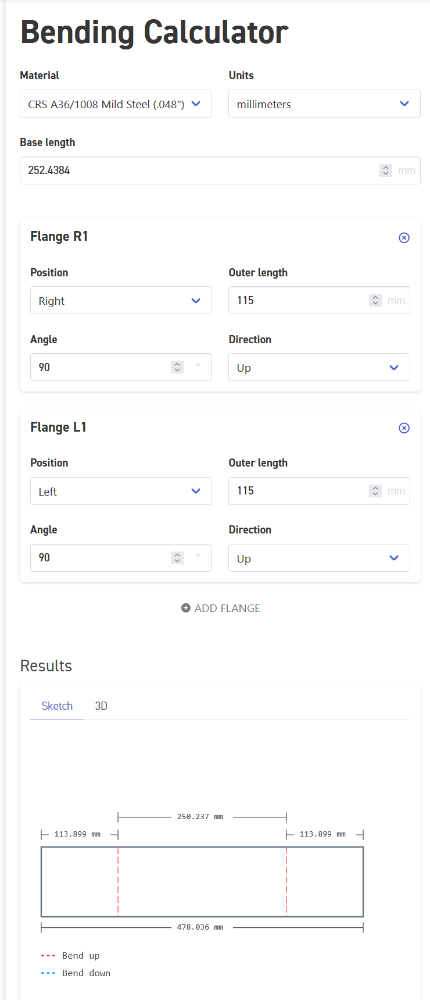 Bending Calculator
Material Units
CRS A36/1008 Mild Steel (.048") millimeters
Base length
252.4384 mm
Flange R1
Position Outer length
Right 115 mm
Angle Direction
90 ° Up
Flange L1
Position Outer length
Left 115 mm
Angle Direction
90 ° Up
ADD FLANGE
Results
Sketch 3D
250.237 mm
113.899 mm 113.899 mm
478.036 mm
Bend up
Bend down